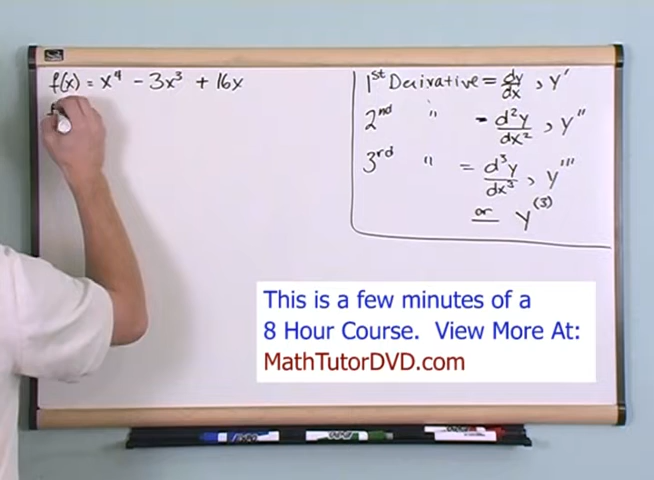 f(x) = x⁴ - 3x³ + 16x
f
1st Derivative = dy/dx , y′
2nd " - d²y/dx² , y″
3rd " = d³y/dx³ , y‴
or y⁽³⁾
This is a few minutes of a
8 Hour Course. View More At:
MathTutorDVD.com